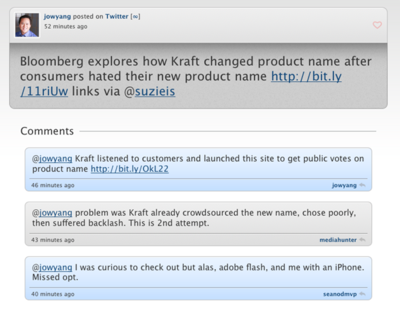 jowyang posted on Twitter [∞]
52 minutes ago
Bloomberg explores how Kraft changed product name after
consumers hated their new product name http://bit.ly
/11riUw links via @suzieis
Comments
@jowyang Kraft listened to customers and launched this site to get public votes on
product name http://bit.ly/OkL22
46 minutes ago jowyang
@jowyang problem was Kraft already crowdsourced the new name, chose poorly,
then suffered backlash. This is 2nd attempt.
43 minutes ago mediahunter
@jowyang I was curious to check out but alas, adobe flash, and me with an iPhone.
Missed opt.
40 minutes ago seanodmvp